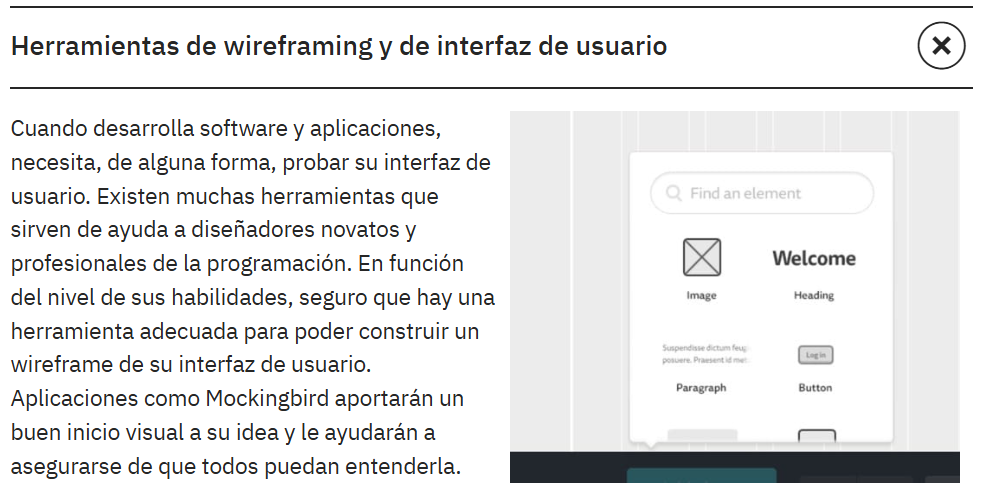 Herramientas de wireframing y de interfaz de usuario
Cuando desarrolla software y aplicaciones,
necesita, de alguna forma, probar su interfaz de
usuario. Existen muchas herramientas que
sirven de ayuda a diseñadores novatos y
profesionales de la programación. En función
del nivel de sus habilidades, seguro que hay una
herramienta adecuada para poder construir un
wireframe de su interfaz de usuario.
Aplicaciones como Mockingbird aportarán un
buen inicio visual a su idea y le ayudarán a
asegurarse de que todos puedan entenderla.
Find an element
Welcome
Image
Heading
Suspendisse dictum feug
posuere. Praesent id me
Log in
Paragraph
Button